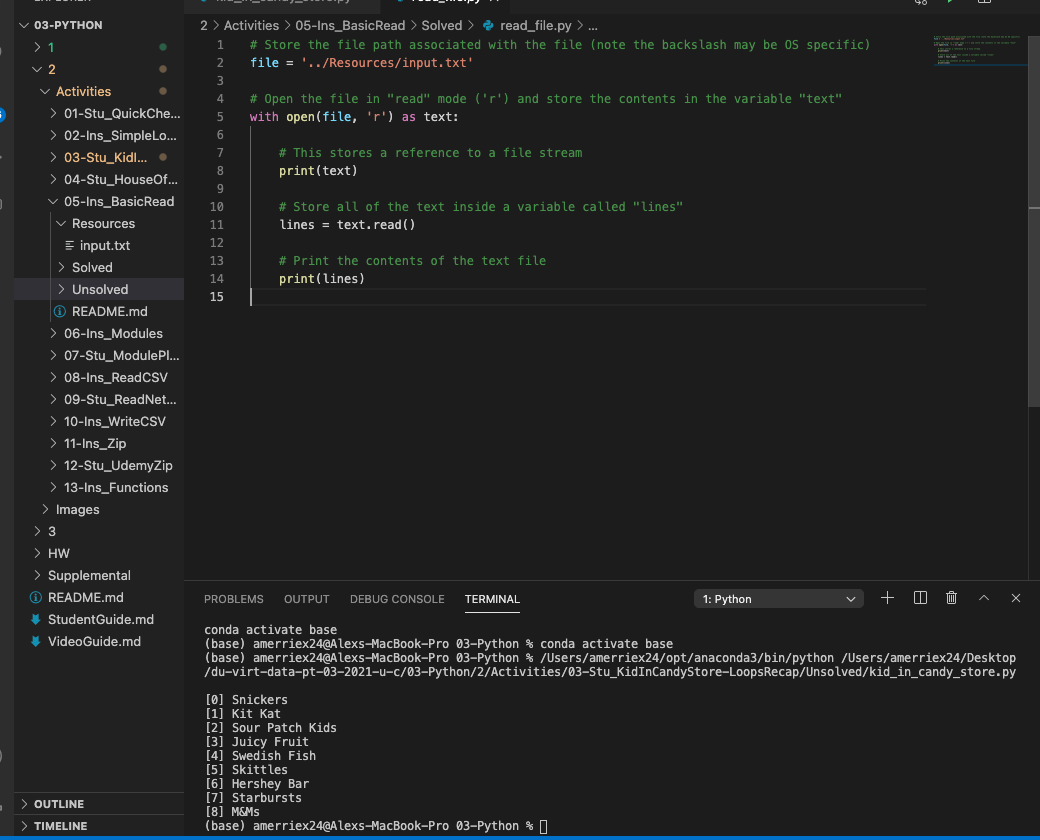 03-PYTHON
1
2
Activities
01-Stu_QuickChe...
02-Ins_SimpleLo...
03-Stu_KidI...
04-Stu_HouseOf...
05-Ins_BasicRead
Resources
input.txt
Solved
Unsolved
README.md
06-Ins_Modules
07-Stu_ModulePl...
08-Ins_ReadCSV
09-Stu_ReadNet...
10-Ins_WriteCSV
11-Ins_Zip
12-Stu_UdemyZip
13-Ins_Functions
Images
3
HW
Supplemental
README.md
StudentGuide.md
VideoGuide.md
OUTLINE
TIMELINE
2 > Activities > 05-Ins_BasicRead > Solved > read_file.py > ...
1 # Store the file path associated with the file (note the backslash may be OS specific)
2 file = '../Resources/input.txt'
3
4 # Open the file in "read" mode ('r') and store the contents in the variable "text"
5 with open(file, 'r') as text:
6
7     # This stores a reference to a file stream
8     print(text)
9
10     # Store all of the text inside a variable called "lines"
11     lines = text.read()
12
13     # Print the contents of the text file
14     print(lines)
15
PROBLEMS OUTPUT DEBUG CONSOLE TERMINAL 1: Python
conda activate base
(base) amerriex24@Alexs-MacBook-Pro 03-Python % conda activate base
(base) amerriex24@Alexs-MacBook-Pro 03-Python % /Users/amerriex24/opt/anaconda3/bin/python /Users/amerriex24/Desktop
/du-virt-data-pt-03-2021-u-c/03-Python/2/Activities/03-Stu_KidInCandyStore-LoopsRecap/Unsolved/kid_in_candy_store.py
[0] Snickers
[1] Kit Kat
[2] Sour Patch Kids
[3] Juicy Fruit
[4] Swedish Fish
[5] Skittles
[6] Hershey Bar
[7] Starbursts
[8] M&Ms
(base) amerriex24@Alexs-MacBook-Pro 03-Python %